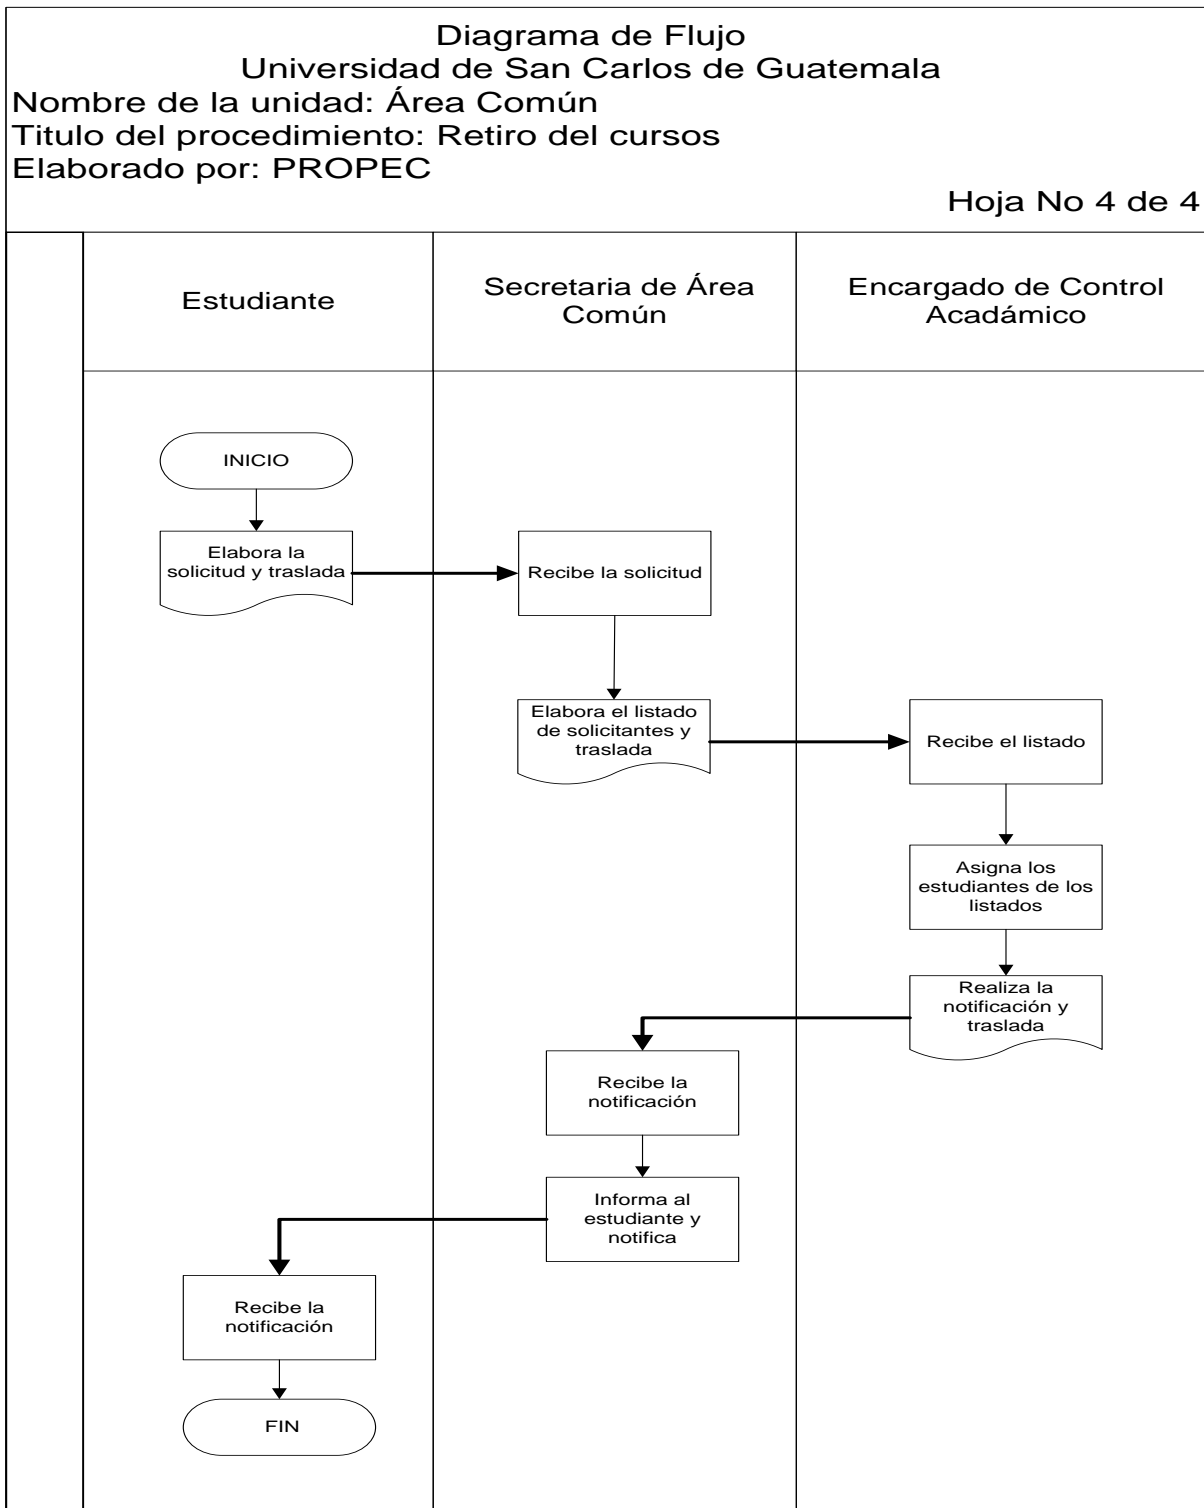 Diagrama de Flujo
Universidad de San Carlos de Guatemala
Nombre de la unidad: Área Común
Titulo del procedimiento: Retiro del cursos
Elaborado por: PROPEC
Hoja No 4 de 4
Estudiante
Secretaria de Área
Común
Encargado de Control
Acadámico
INICIO
Elabora la
solicitud y traslada
Recibe la solicitud
Elabora el listado
de solicitantes y
traslada
Recibe el listado
Asigna los
estudiantes de los
listados
Realiza la
notificación y
traslada
Recibe la
notificación
Informa al
estudiante y
notifica
Recibe la
notificación
FIN